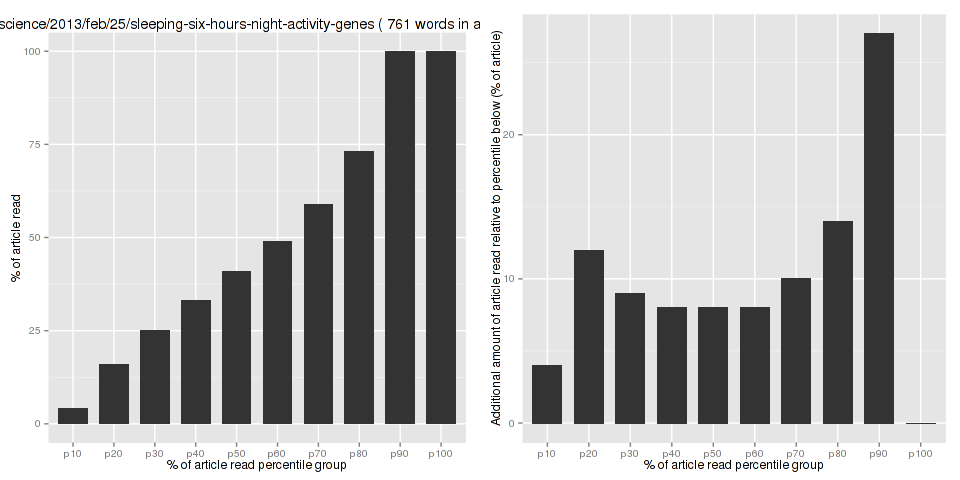 science/2013/feb/25/sleeping-six-hours-night-activity-genes ( 761 words in a
% of article read
100
75
50
25
0
p10 p20 p30 p40 p50 p60 p70 p80 p90 p100
% of article read percentile group
Additional amount of article read relative to percentile below (% of article)
20
10
0
p10 p20 p30 p40 p50 p60 p70 p80 p90 p100
% of article read percentile group